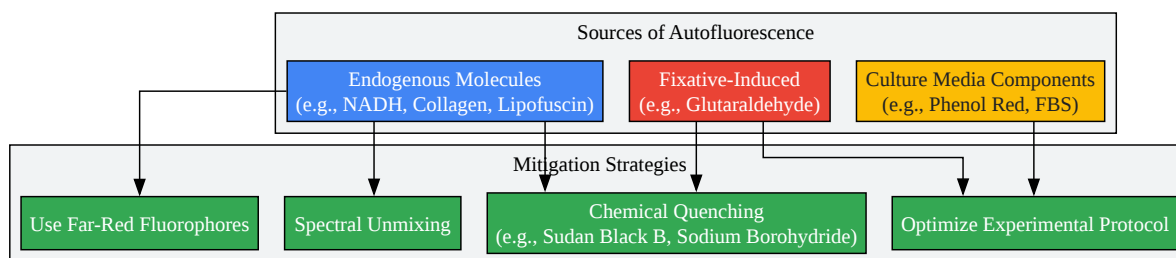 Sources of Autofluorescence
Endogenous Molecules
(e.g., NADH, Collagen, Lipofuscin)
Fixative-Induced
(e.g., Glutaraldehyde)
Culture Media Components
(e.g., Phenol Red, FBS)
Mitigation Strategies
Use Far-Red Fluorophores
Spectral Unmixing
Chemical Quenching
(e.g., Sudan Black B, Sodium Borohydride)
Optimize Experimental Protocol